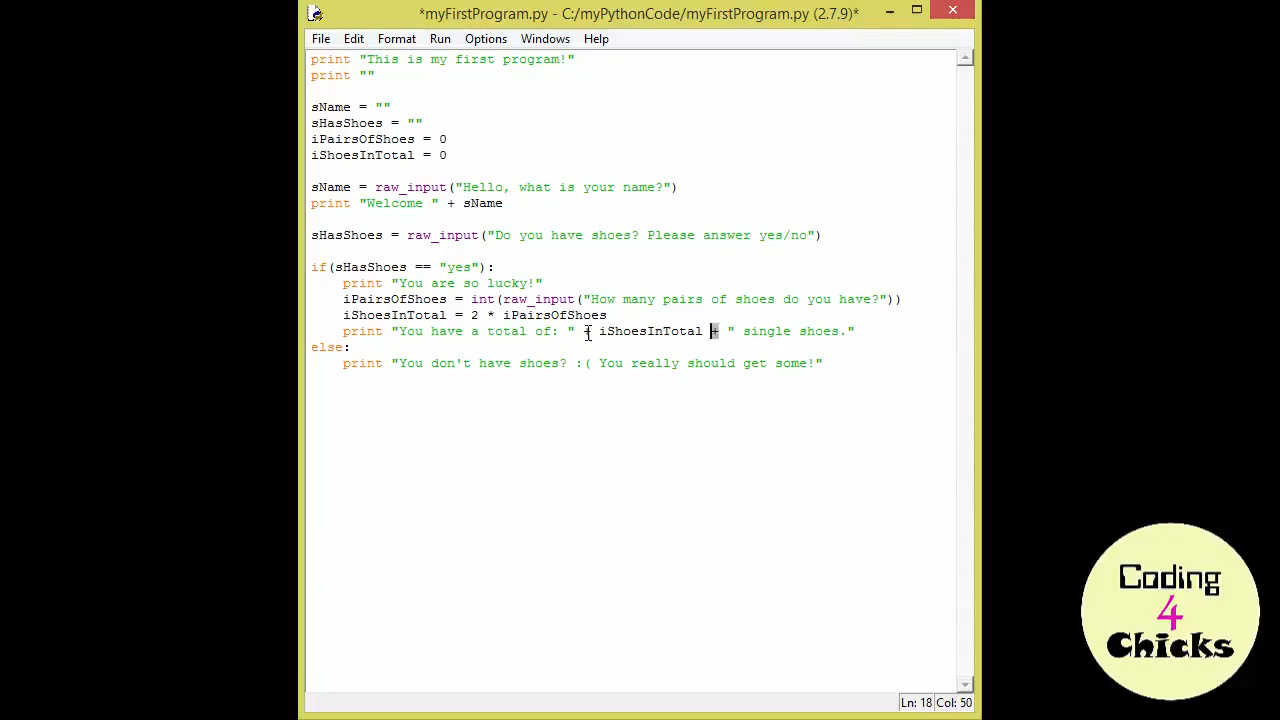 *myFirstProgram.py - C:/myPythonCode/myFirstProgram.py (2.7.9)*
File Edit Format Run Options Windows Help
print "This is my first program!"
print ""
sName = ""
sHasShoes = ""
iPairsOfShoes = 0
iShoesInTotal = 0
sName = raw_input("Hello, what is your name?")
print "Welcome " + sName
sHasShoes = raw_input("Do you have shoes? Please answer yes/no")
if(sHasShoes == "yes"):
    print "You are so lucky!"
    iPairsOfShoes = int(raw_input("How many pairs of shoes do you have?"))
    iShoesInTotal = 2 * iPairsOfShoes
    print "You have a total of: " + iShoesInTotal + " single shoes."
else:
    print "You don't have shoes? :( You really should get some!"
Ln: 18 Col: 50
Coding
4
Chicks